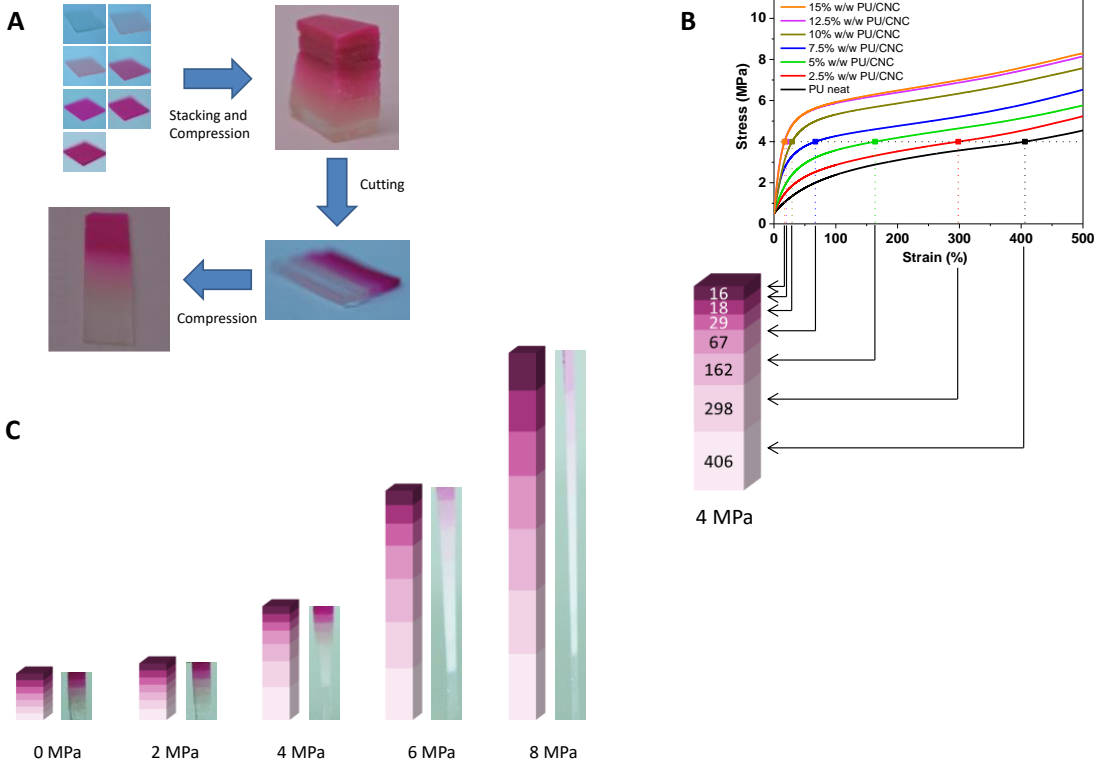 A
Stacking and
Compression
Cutting
Compression
B
10
8
6
4
2
0
Stress (MPa)
15% w/w PU/CNC
12.5% w/w PU/CNC
10% w/w PU/CNC
7.5% w/w PU/CNC
5% w/w PU/CNC
2.5% w/w PU/CNC
PU neat
0 100 200 300 400 500
Strain (%)
16
18
29
67
162
298
406
4 MPa
C
0 MPa
2 MPa
4 MPa
6 MPa
8 MPa